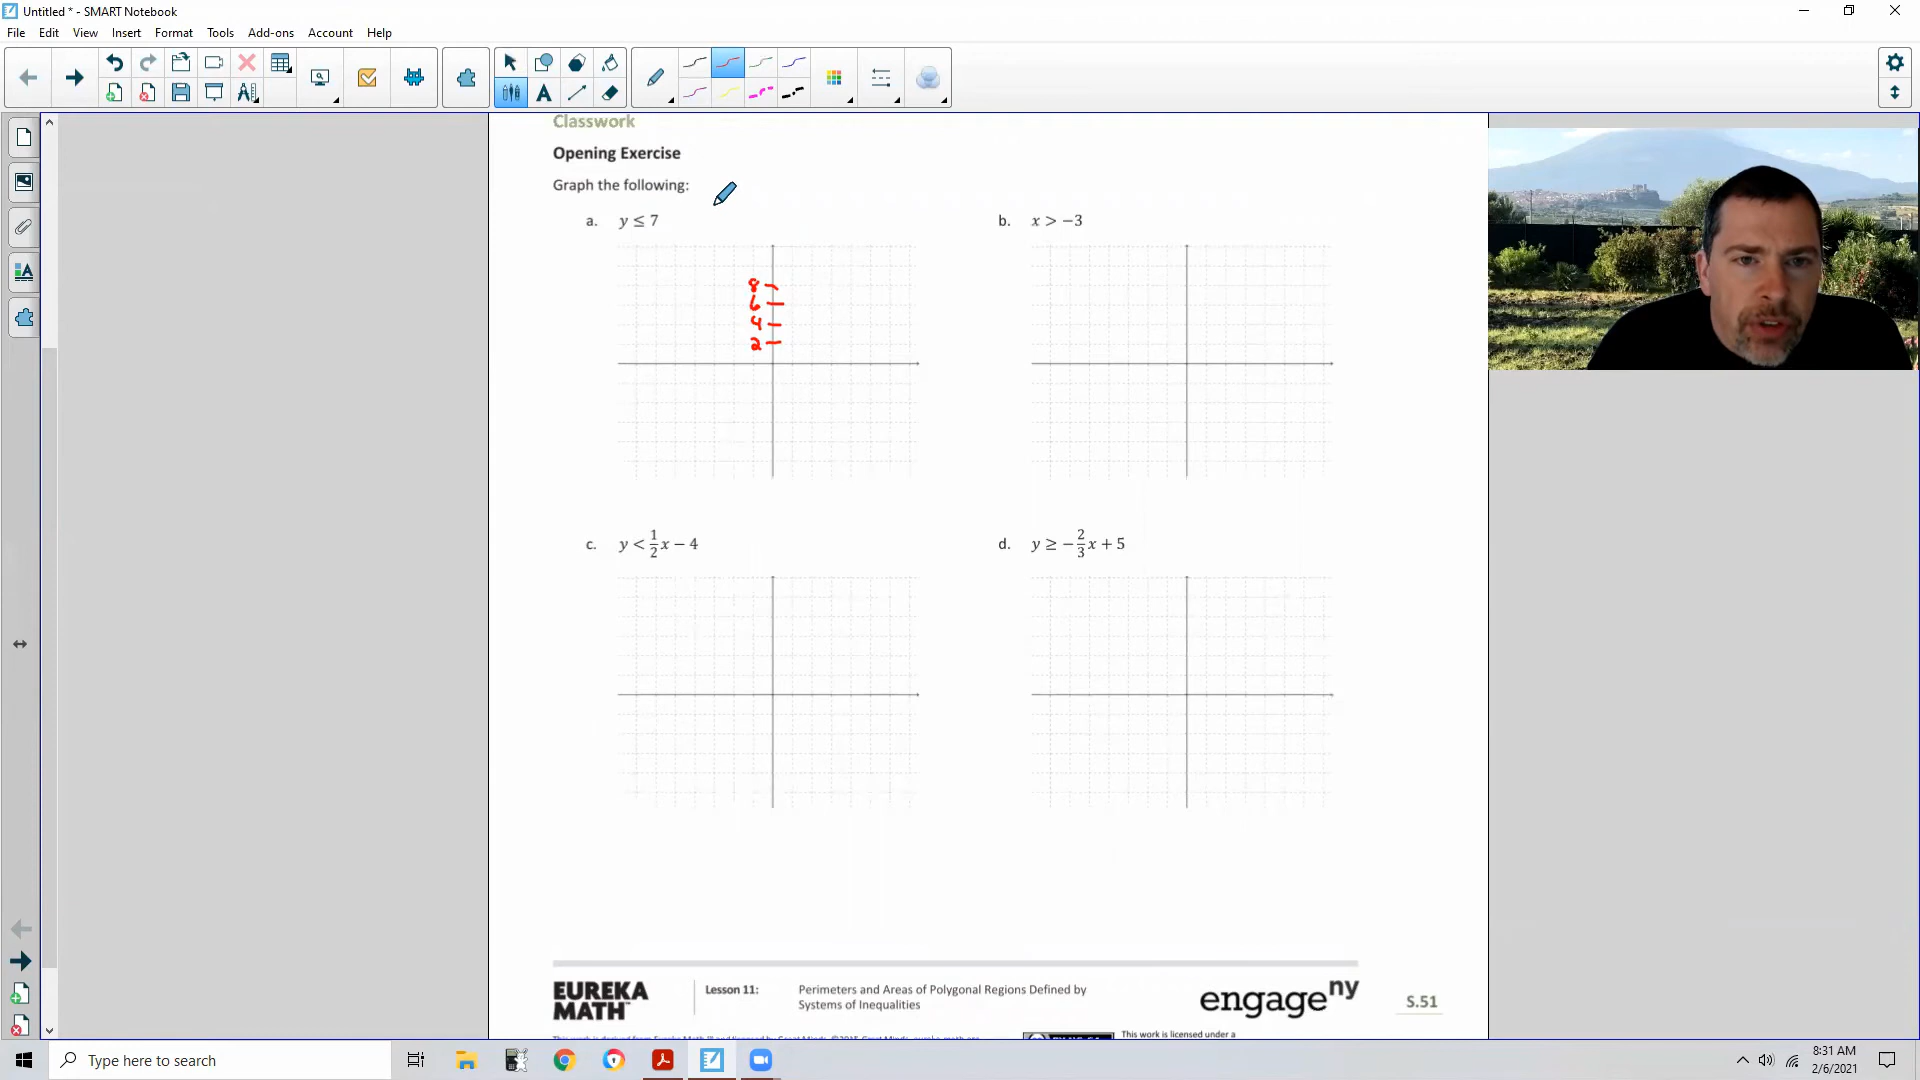 Untitled * - SMART Notebook
File Edit View Insert Format Tools Add-ons Account Help
Classwork
Opening Exercise
Graph the following:
a. y ≤ 7
b. x > −3
8
6
4
2
c. y < 1/2 x − 4
d. y ≥ − 2/3 x + 5
EUREKA MATH™
Lesson 11: Perimeters and Areas of Polygonal Regions Defined by
Systems of Inequalities
engage ny
S.51
This work is licensed under a
Type here to search
8:31 AM
2/6/2021